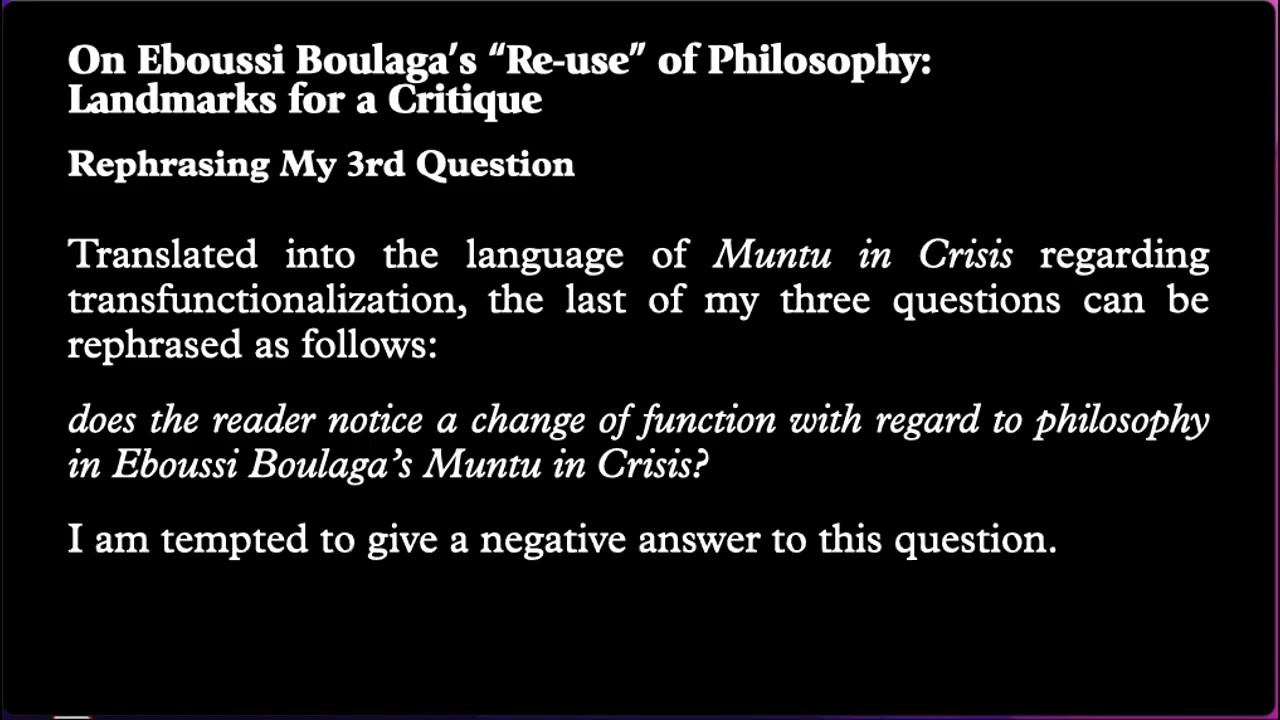 On Eboussi Boulaga's “Re-use” of Philosophy:
Landmarks for a Critique
Rephrasing My 3rd Question
Translated into the language of Muntu in Crisis regarding
transfunctionalization, the last of my three questions can be
rephrased as follows:
does the reader notice a change of function with regard to philosophy
in Eboussi Boulaga’s Muntu in Crisis?
I am tempted to give a negative answer to this question.